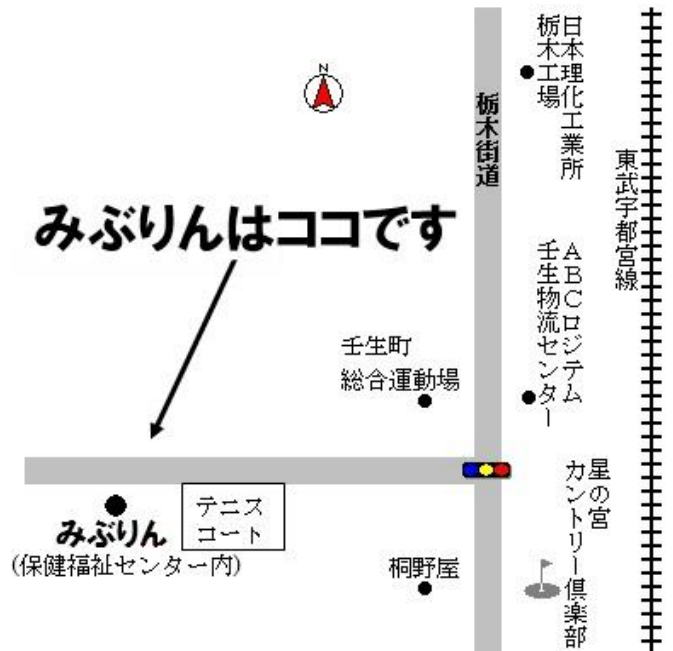 日本理化工業所
栃木工場
N
栃木街道
東武宇都宮線
みぶりんはココです
ABCロジテム
壬生物流センター
壬生町
総合運動場
星の宮
カントリー倶楽部
テニス
コート
みぶりん
(保健福祉センター内)
桐野屋